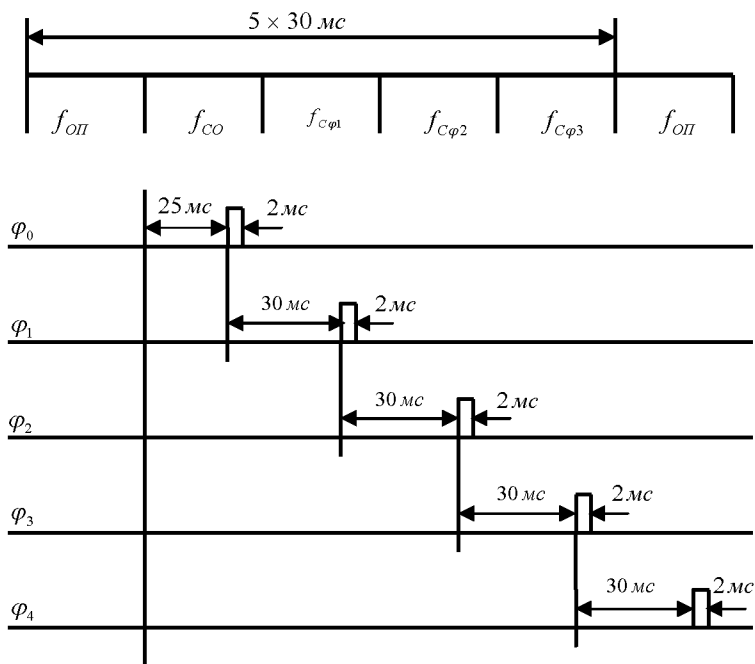 5 × 30 мс
f_ОП f_СО f_Сφ1 f_Сφ2 f_Сφ3 f_ОП
25 мс 2 мс
φ0
30 мс 2 мс
φ1
30 мс 2 мс
φ2
30 мс 2 мс
φ3
30 мс 2 мс
φ4